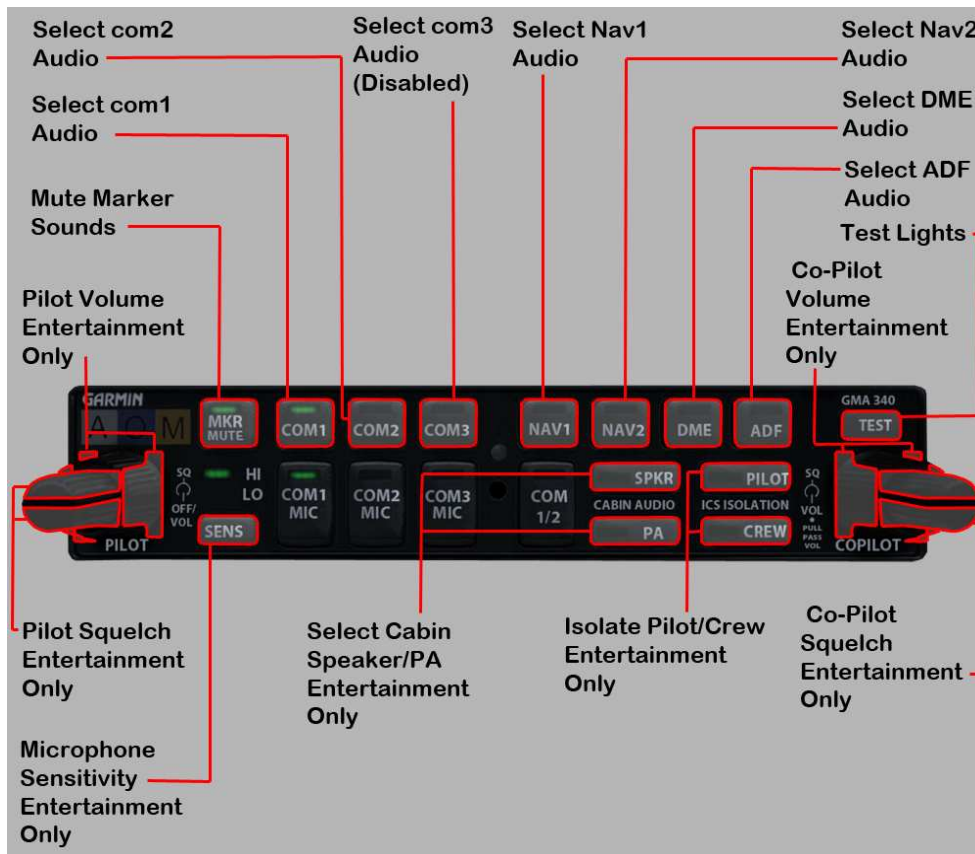 Select com2
Audio
Select com3
Audio
(Disabled)
Select Nav1
Audio
Select Nav2
Audio
Select com1
Audio
Select DME
Audio
Select ADF
Audio
Mute Marker
Sounds
Test Lights
Pilot Volume
Entertainment
Only
Co-Pilot
Volume
Entertainment
Only
GARMIN
GMA 340
A O M
MKR
MUTE
COM1
COM2
COM3
NAV1
NAV2
DME
ADF
TEST
SQ
OFF/
VOL
HI
LO
COM1
MIC
COM2
MIC
COM3
MIC
COM
1/2
SPKR
CABIN AUDIO
PA
PILOT
ICS ISOLATION
CREW
SQ
VOL
PULL
PASS
VOL
SENS
PILOT
COPILOT
Pilot Squelch
Entertainment
Only
Select Cabin
Speaker/PA
Entertainment
Only
Isolate Pilot/Crew
Entertainment
Only
Co-Pilot
Squelch
Entertainment
Only
Microphone
Sensitivity
Entertainment
Only